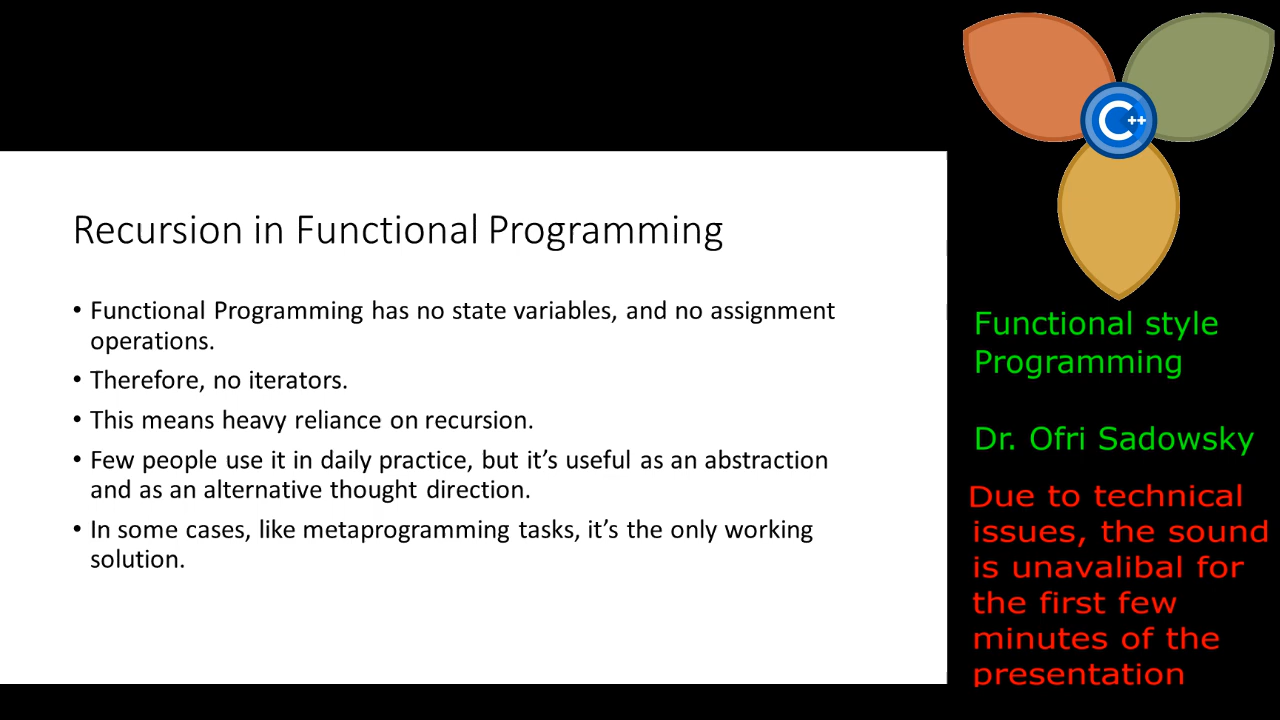 Recursion in Functional Programming
• Functional Programming has no state variables, and no assignment
operations.
• Therefore, no iterators.
• This means heavy reliance on recursion.
• Few people use it in daily practice, but it’s useful as an abstraction
and as an alternative thought direction.
• In some cases, like metaprogramming tasks, it’s the only working
solution.
C++
Functional style
Programming
Dr. Ofri Sadowsky
Due to technical
issues, the sound
is unavalibal for
the first few
minutes of the
presentation